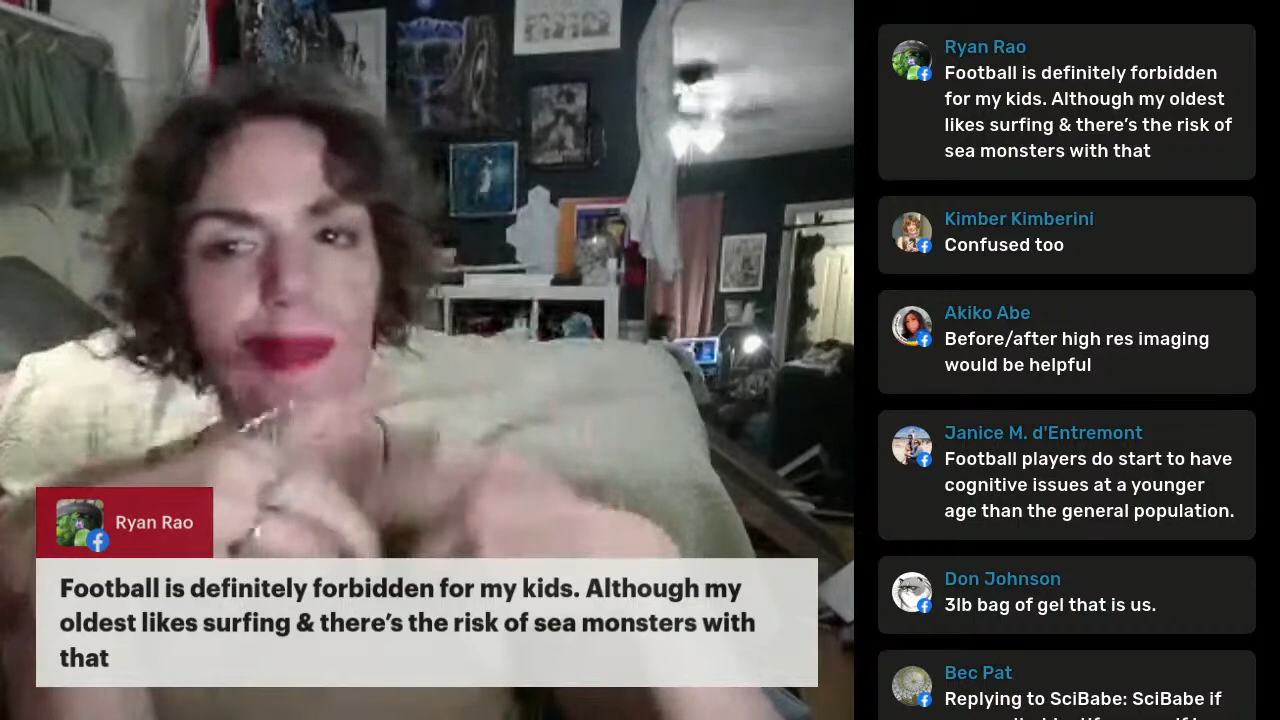 Ryan Rao
Football is definitely forbidden for my kids. Although my
oldest likes surfing & there's the risk of sea monsters with
that
Ryan Rao
Football is definitely forbidden
for my kids. Although my oldest
likes surfing & there's the risk of
sea monsters with that
Kimber Kimberini
Confused too
Akiko Abe
Before/after high res imaging
would be helpful
Janice M. d'Entremont
Football players do start to have
cognitive issues at a younger
age than the general population.
Don Johnson
3lb bag of gel that is us.
Bec Pat
Replying to SciBabe: SciBabe if